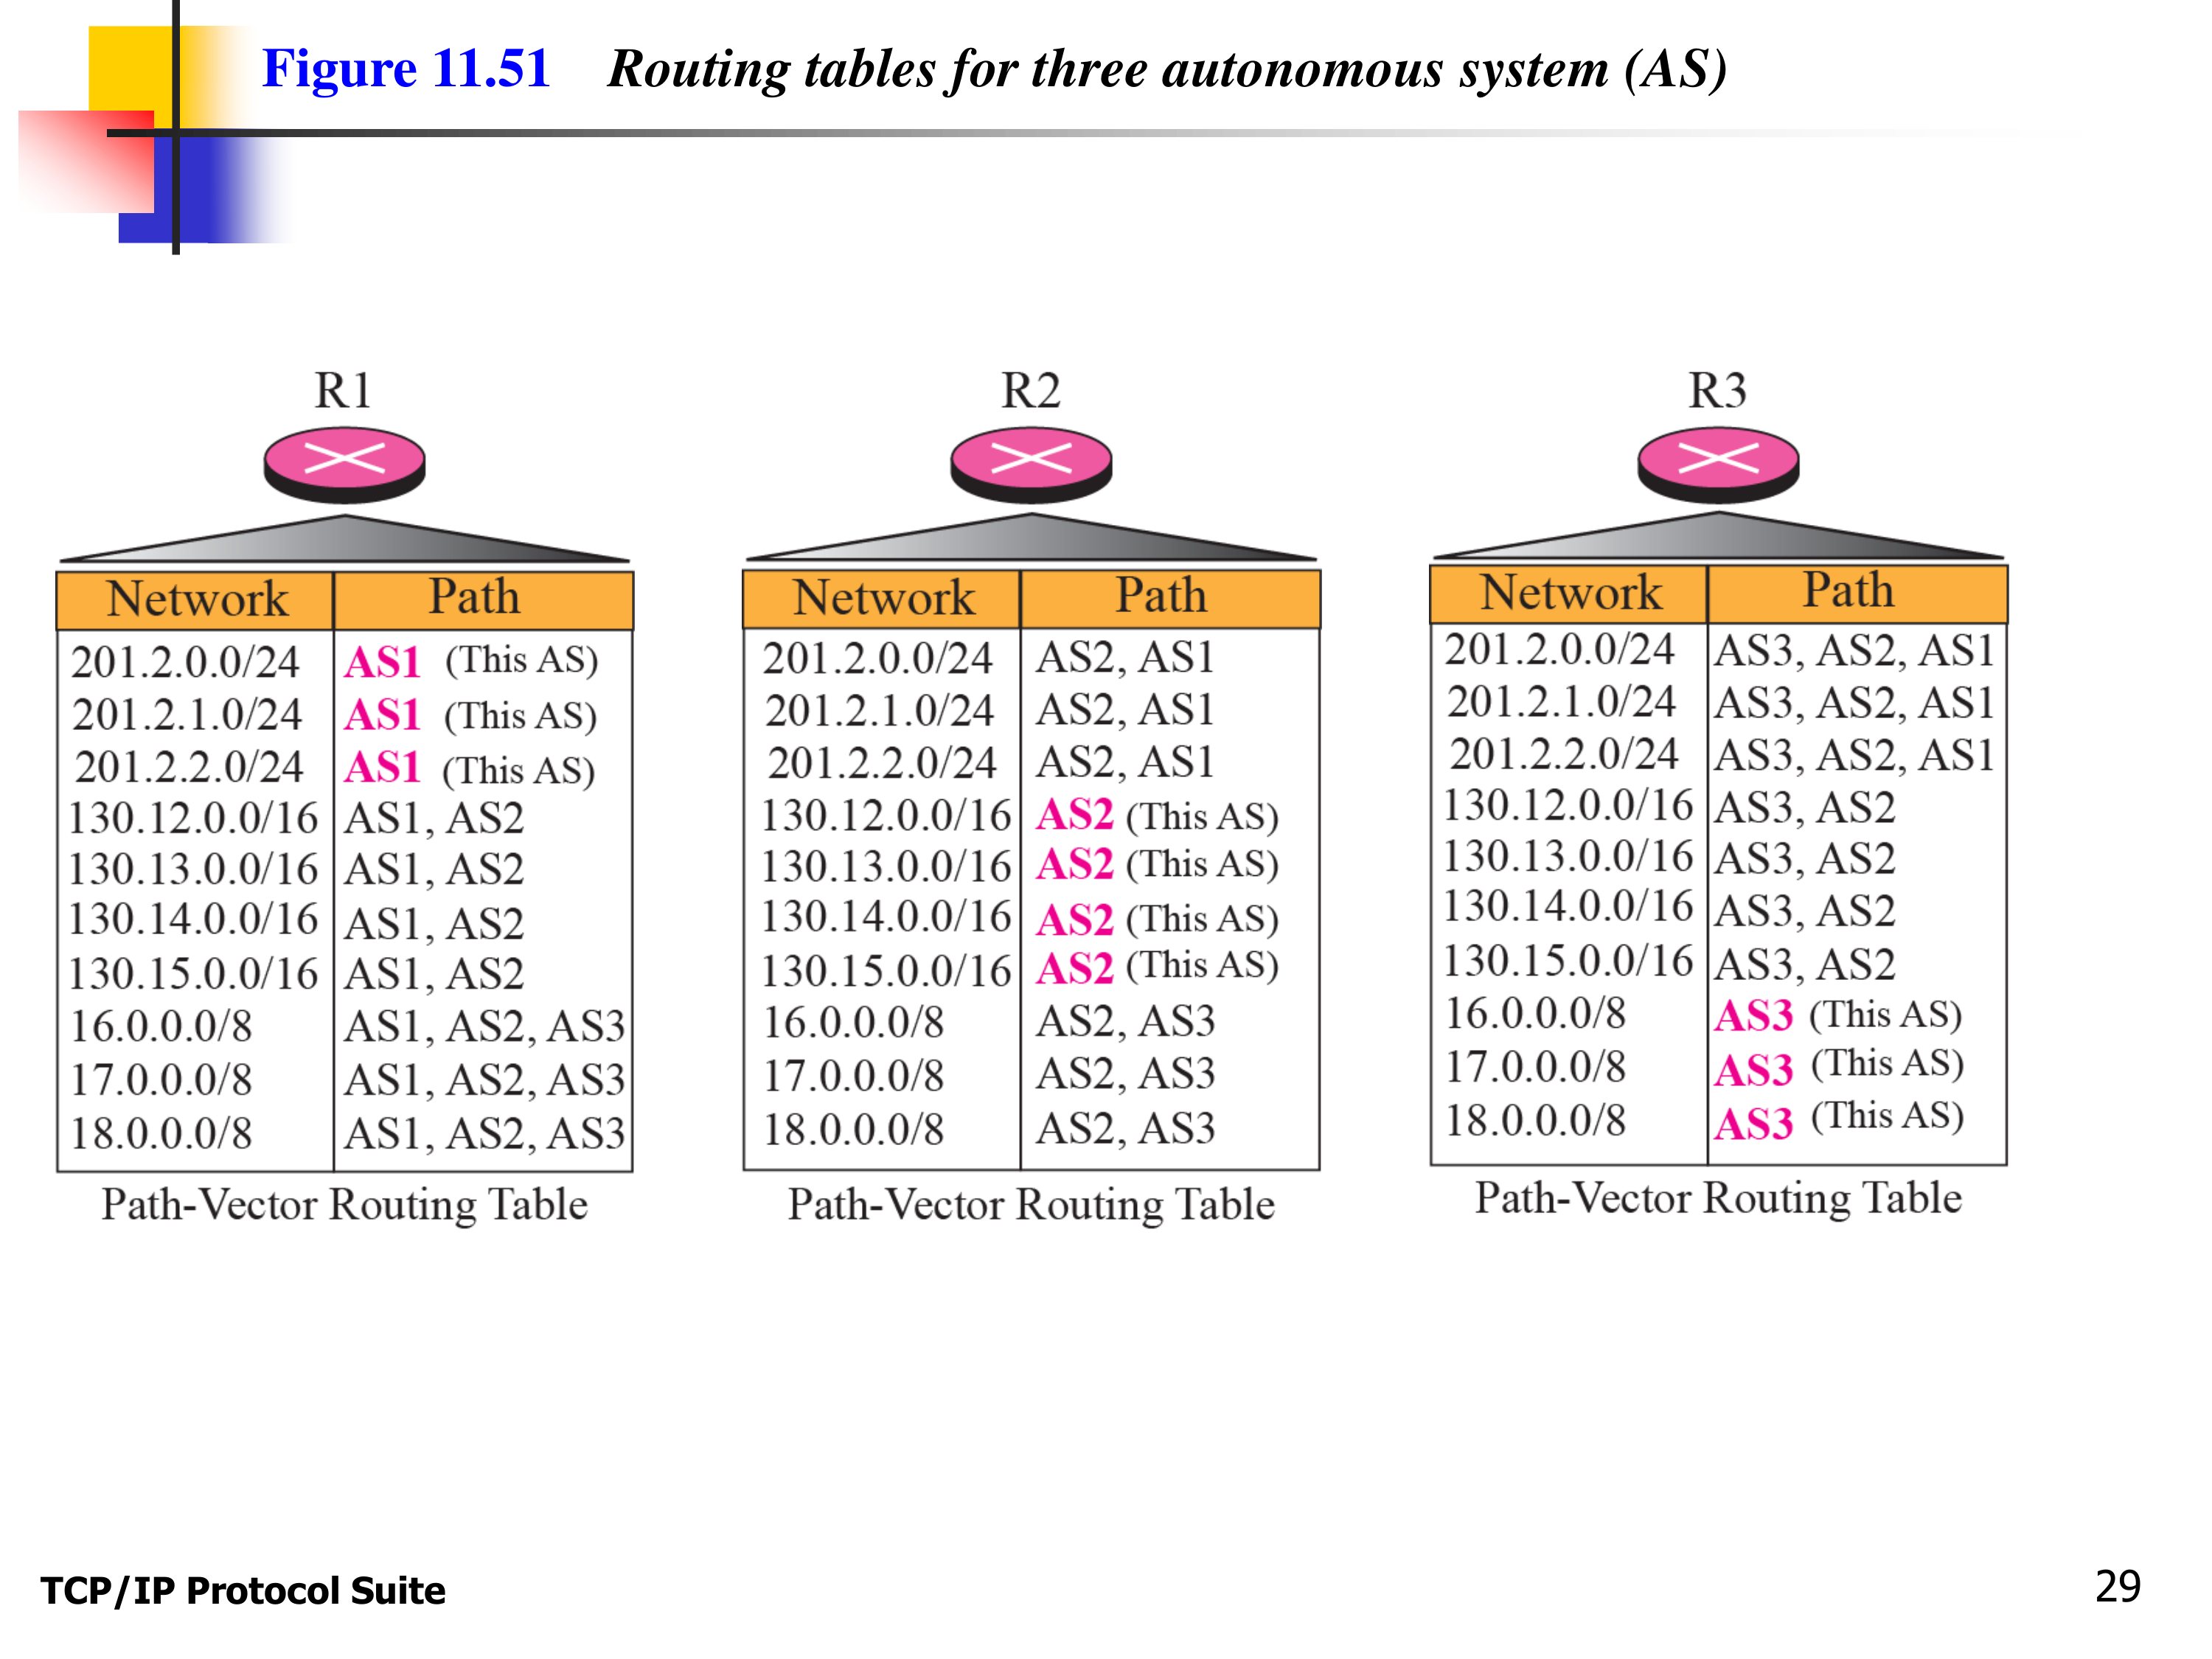 Figure 11.51 Routing tables for three autonomous system (AS)
R1
Network Path
201.2.0.0/24 AS1 (This AS)
201.2.1.0/24 AS1 (This AS)
201.2.2.0/24 AS1 (This AS)
130.12.0.0/16 AS1, AS2
130.13.0.0/16 AS1, AS2
130.14.0.0/16 AS1, AS2
130.15.0.0/16 AS1, AS2
16.0.0.0/8 AS1, AS2, AS3
17.0.0.0/8 AS1, AS2, AS3
18.0.0.0/8 AS1, AS2, AS3
Path-Vector Routing Table
R2
Network Path
201.2.0.0/24 AS2, AS1
201.2.1.0/24 AS2, AS1
201.2.2.0/24 AS2, AS1
130.12.0.0/16 AS2 (This AS)
130.13.0.0/16 AS2 (This AS)
130.14.0.0/16 AS2 (This AS)
130.15.0.0/16 AS2 (This AS)
16.0.0.0/8 AS2, AS3
17.0.0.0/8 AS2, AS3
18.0.0.0/8 AS2, AS3
Path-Vector Routing Table
R3
Network Path
201.2.0.0/24 AS3, AS2, AS1
201.2.1.0/24 AS3, AS2, AS1
201.2.2.0/24 AS3, AS2, AS1
130.12.0.0/16 AS3, AS2
130.13.0.0/16 AS3, AS2
130.14.0.0/16 AS3, AS2
130.15.0.0/16 AS3, AS2
16.0.0.0/8 AS3 (This AS)
17.0.0.0/8 AS3 (This AS)
18.0.0.0/8 AS3 (This AS)
Path-Vector Routing Table
TCP/IP Protocol Suite
29